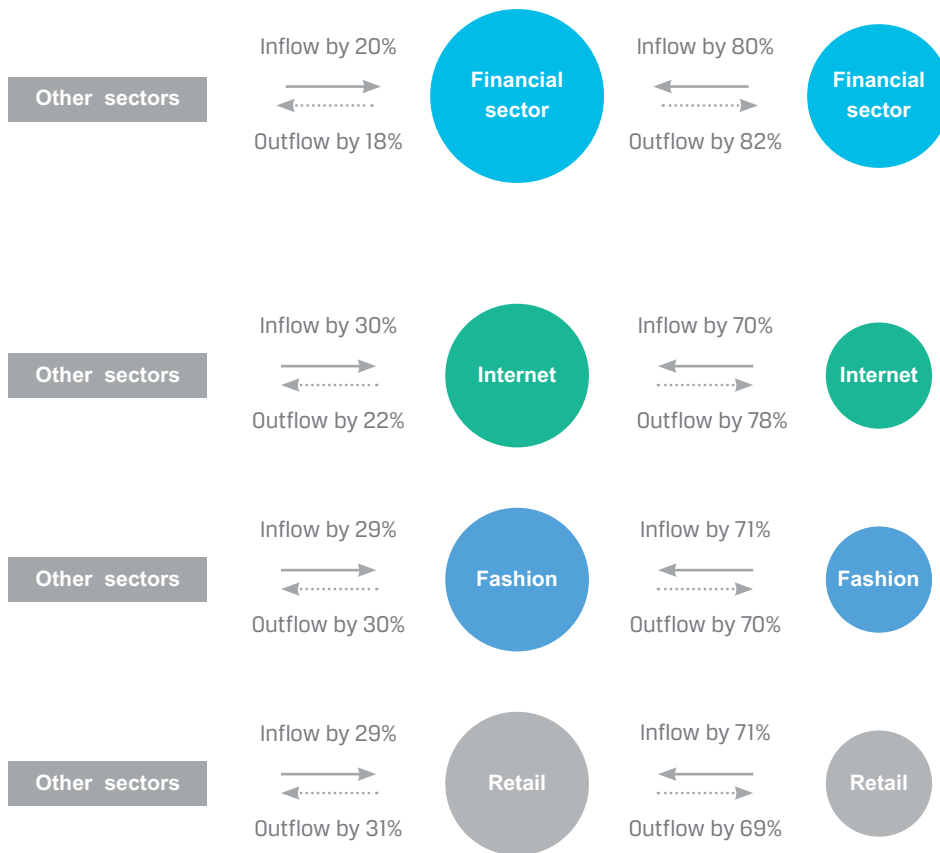 Inflow by 20%
Inflow by 80%
Other sectors
Financial
sector
Financial
sector
Outflow by 18%
Outflow by 82%
Inflow by 30%
Inflow by 70%
Other sectors
Internet
Internet
Outflow by 22%
Outflow by 78%
Inflow by 29%
Inflow by 71%
Other sectors
Fashion
Fashion
Outflow by 30%
Outflow by 70%
Inflow by 29%
Inflow by 71%
Other sectors
Retail
Retail
Outflow by 31%
Outflow by 69%